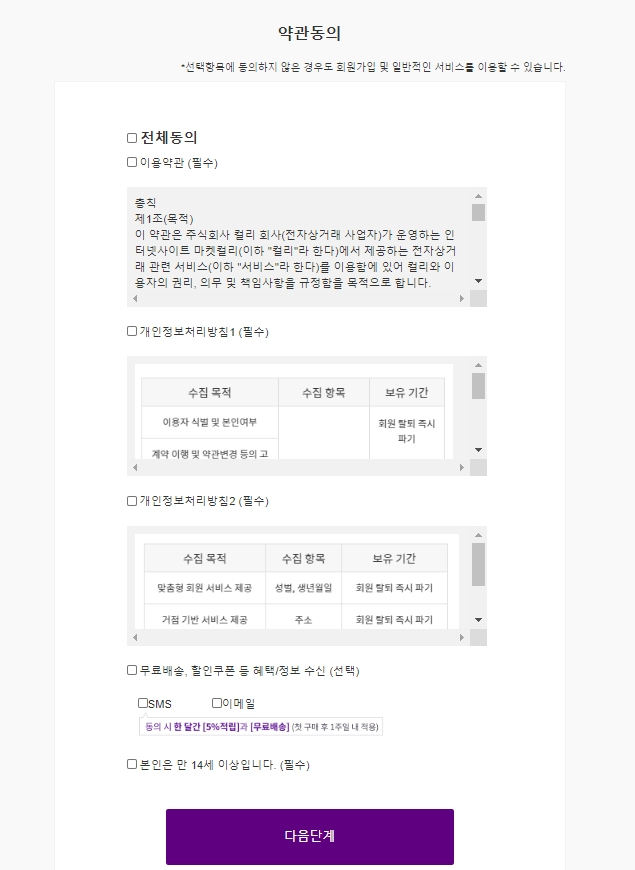 약관동의
*선택항목에 동의하지 않은 경우도 회원가입 및 일반적인 서비스를 이용할 수 있습니다.
전체동의
이용약관 (필수)
총칙
제1조(목적)
이 약관은 주식회사 컬리 회사(전자상거래 사업자)가 운영하는 인
터넷사이트 마켓컬리(이하 "컬리"라 한다)에서 제공하는 전자상거
래 관련 서비스(이하 "서비스"라 한다)를 이용함에 있어 컬리와 이
용자의 권리, 의무 및 책임사항을 규정함을 목적으로 합니다.
개인정보처리방침1 (필수)
수집 목적 수집 항목 보유 기간
이용자 식별 및 본인여부 회원 탈퇴 즉시
파기
계약 이행 및 약관변경 등의 고
개인정보처리방침2 (필수)
수집 목적 수집 항목 보유 기간
맞춤형 회원 서비스 제공 성별, 생년월일 회원 탈퇴 즉시 파기
거점 기반 서비스 제공 주소 회원 탈퇴 즉시 파기
무료배송, 할인쿠폰 등 혜택/정보 수신 (선택)
SMS 이메일
동의 시 한 달간 [5%적립]과 [무료배송] (첫 구매 후 1주일 내 적용)
본인은 만 14세 이상입니다. (필수)
다음단계